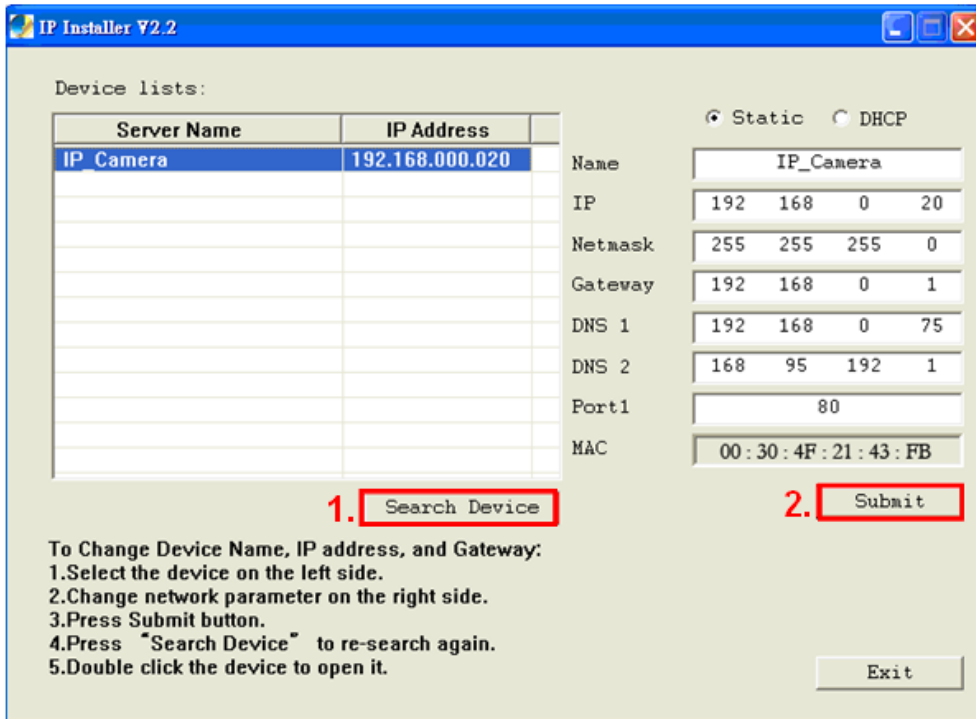 IP Installer V2.2
Device lists:
Server Name IP Address
IP_Camera 192.168.000.020
Static DHCP
Name IP_Camera
IP 192 168 0 20
Netmask 255 255 255 0
Gateway 192 168 0 1
DNS 1 192 168 0 75
DNS 2 168 95 192 1
Port1 80
MAC 00 : 30 : 4F : 21 : 43 : FB
1. Search Device
2. Submit
To Change Device Name, IP address, and Gateway:
1.Select the device on the left side.
2.Change network parameter on the right side.
3.Press Submit button.
4.Press “Search Device” to re-search again.
5.Double click the device to open it.
Exit